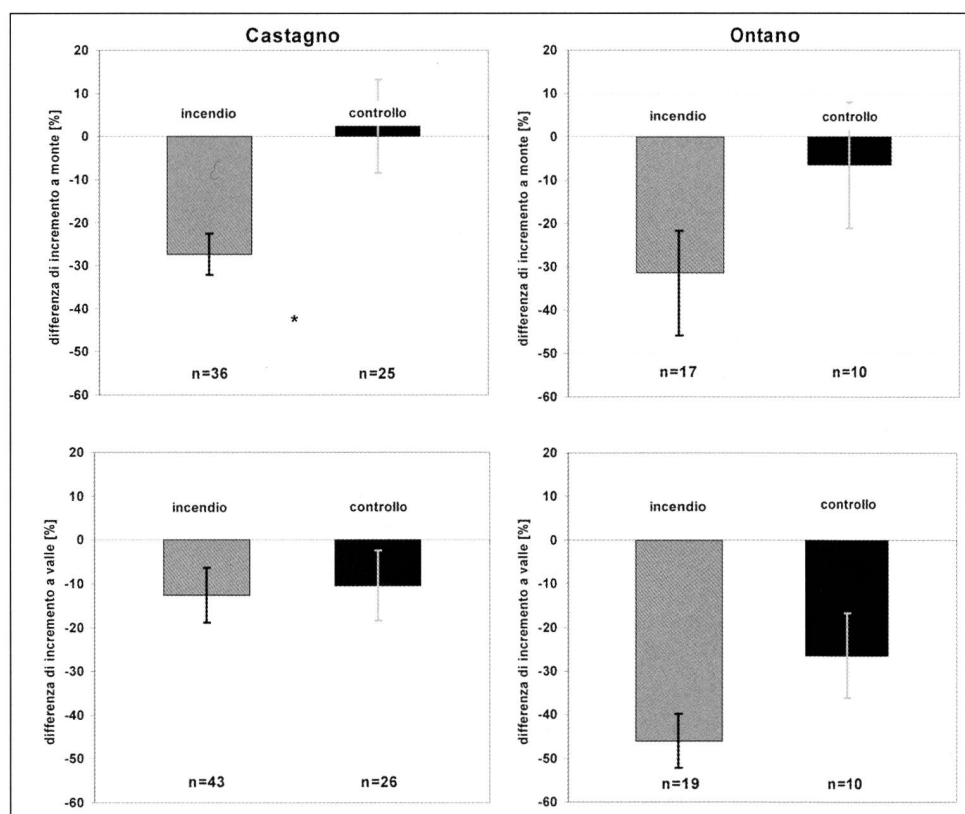 Castagno
differenza di incremento a monte [%]
20
10
0
-10
-20
-30
-40
-50
-60
incendio
controllo
*
n=36
n=25
Ontano
differenza di incremento a monte [%]
20
10
0
-10
-20
-30
-40
-50
-60
incendio
controllo
n=17
n=10
differenza di incremento a valle [%]
20
10
0
-10
-20
-30
-40
-50
-60
incendio
controllo
n=43
n=26
differenza di incremento a valle [%]
20
10
0
-10
-20
-30
-40
-50
-60
incendio
controllo
n=19
n=10